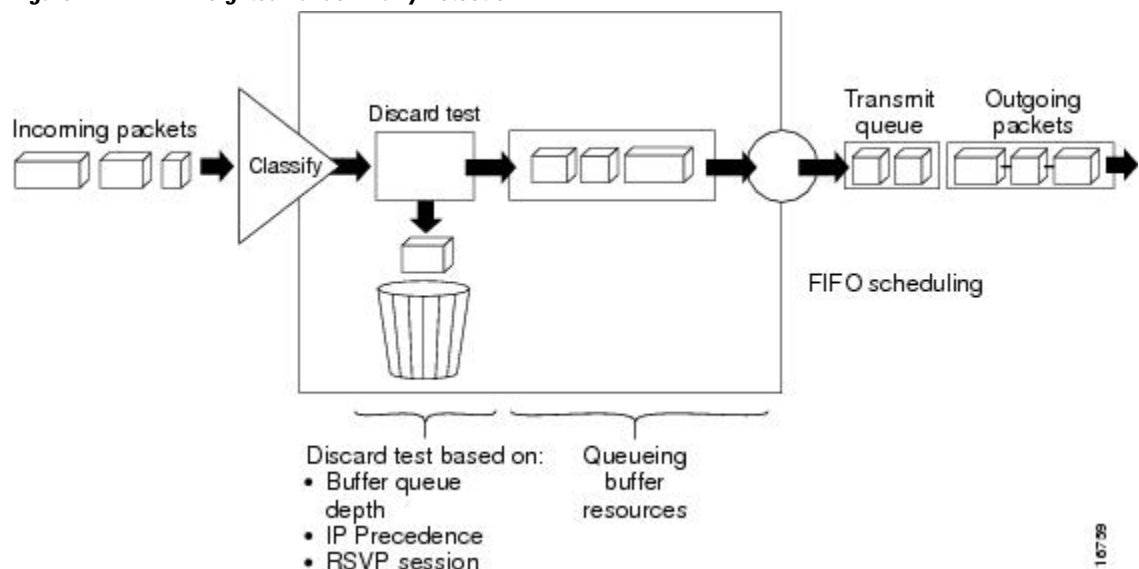 Incoming packets
Classify
Discard test
Transmit
queue
Outgoing
packets
FIFO scheduling
Discard test based on:
• Buffer queue
depth
• IP Precedence
• RSVP session
Queueing
buffer
resources
16759